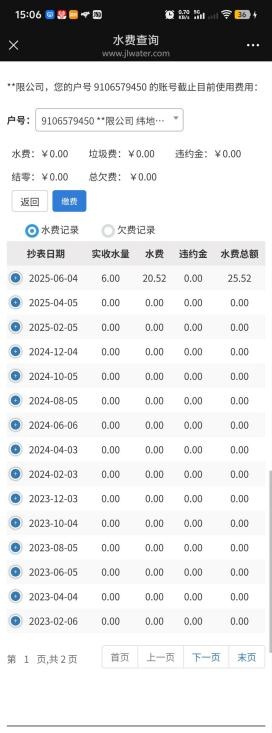 15:06 0.70 KB/s 5G 36
水费查询
www.jlwater.com
**限公司，您的户号 9106579450 的账号截止目前使用费用：
户号： 9106579450 **限公司 纬地…
水费：￥0.00 垃圾费：￥0.00 违约金：￥0.00
结零：￥0.00 总欠费：￥0.00
返回 缴费
水费记录 欠费记录
抄表日期 实收水量 水费 违约金 水费总额
2025-06-04 6.00 20.52 0.00 25.52
2025-04-05 0.00 0.00 0.00 0.00
2025-02-05 0.00 0.00 0.00 0.00
2024-12-04 0.00 0.00 0.00 0.00
2024-10-05 0.00 0.00 0.00 0.00
2024-08-05 0.00 0.00 0.00 0.00
2024-06-06 0.00 0.00 0.00 0.00
2024-04-03 0.00 0.00 0.00 0.00
2024-02-03 0.00 0.00 0.00 0.00
2023-12-03 0.00 0.00 0.00 0.00
2023-10-04 0.00 0.00 0.00 0.00
2023-08-05 0.00 0.00 0.00 0.00
2023-06-05 0.00 0.00 0.00 0.00
2023-04-04 0.00 0.00 0.00 0.00
2023-02-06 0.00 0.00 0.00 0.00
第 1 页,共 2 页 首页 上一页 下一页 末页